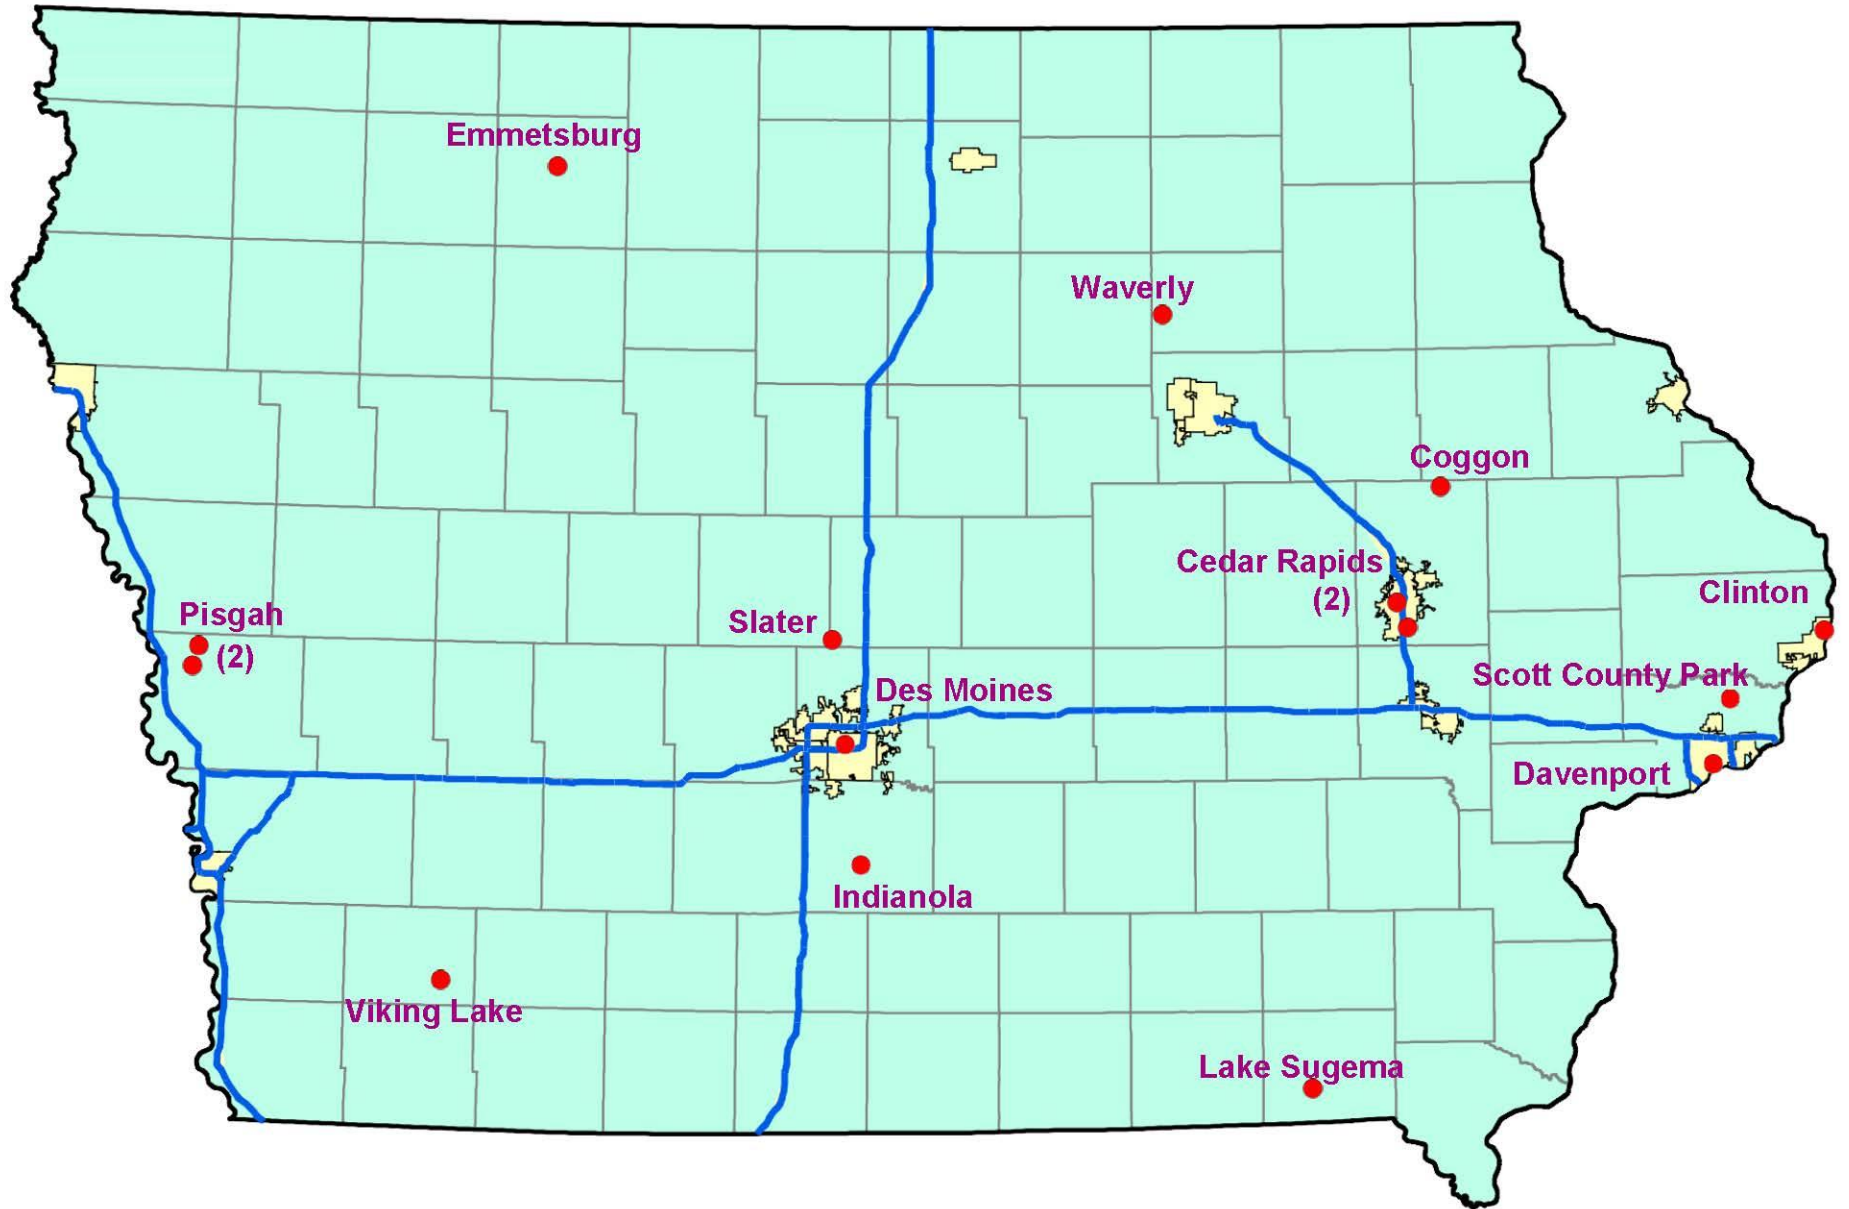 Emmetsburg
Waverly
Coggon
Cedar Rapids
(2)
Clinton
Pisgah
(2)
Slater
Scott County Park
Des Moines
Davenport
Indianola
Viking Lake
Lake Sugema